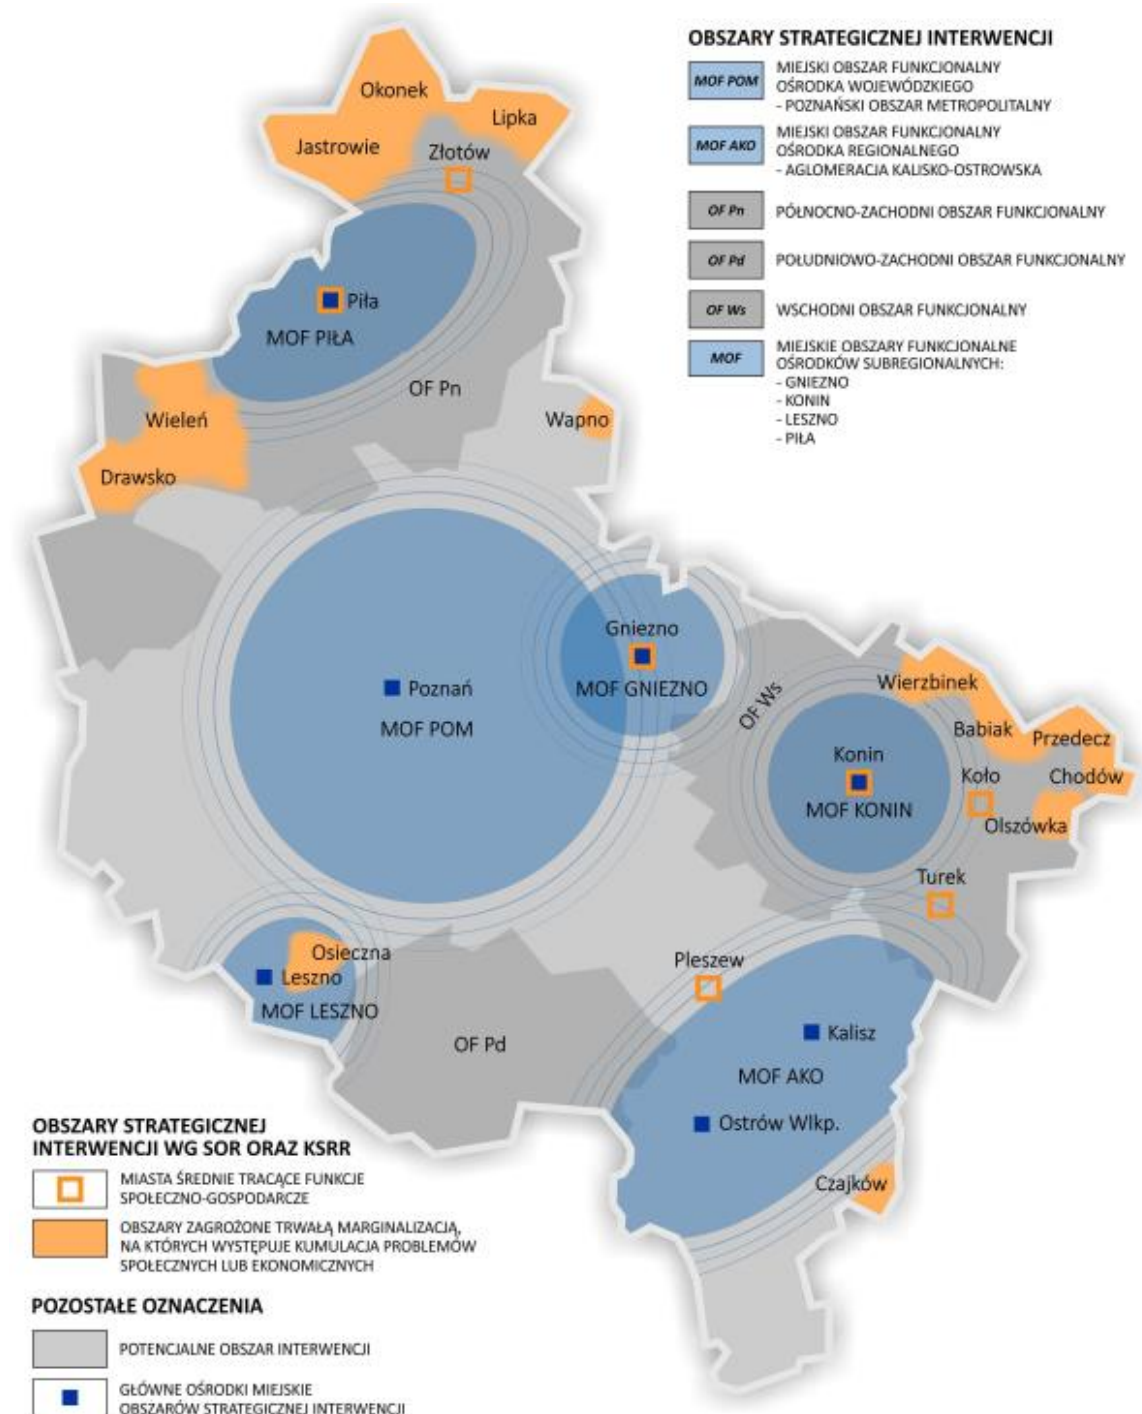 OBSZARY STRATEGICZNEJ INTERWENCJI
MOF POM
MIEJSKI OBSZAR FUNKCJONALNY
OŚRODKA WOJEWÓDZKIEGO
- POZNAŃSKI OBSZAR METROPOLITALNY
MOF AKO
MIEJSKI OBSZAR FUNKCJONALNY
OŚRODKA REGIONALNEGO
- AGLOMERACJA KALISKO-OSTROWSKA
OF Pn
PÓŁNOCNO-ZACHODNI OBSZAR FUNKCJONALNY
OF Pd
POŁUDNIOWO-ZACHODNI OBSZAR FUNKCJONALNY
OF Ws
WSCHODNI OBSZAR FUNKCJONALNY
MOF
MIEJSKIE OBSZARY FUNKCJONALNE
OŚRODKÓW SUBREGIONALNYCH:
- GNIEZNO
- KONIN
- LESZNO
- PIŁA
Okonek
Lipka
Jastrowie
Złotów
Piła
MOF PIŁA
OF Pn
Wieleń
Wapno
Drawsko
Gniezno
Poznań
MOF GNIEZNO
MOF POM
OF Ws
Wierzbinek
Babiak
Przedecz
Konin
Koło
Chodów
MOF KONIN
Olszówka
Turek
Osieczna
Pleszew
Leszno
MOF LESZNO
Kalisz
OF Pd
MOF AKO
Ostrów Wlkp.
Czajków
OBSZARY STRATEGICZNEJ
INTERWENCJI WG SOR ORAZ KSRR
MIASTA ŚREDNIE TRACĄCE FUNKCJE
SPOŁECZNO-GOSPODARCZE
OBSZARY ZAGROŻONE TRWAŁĄ MARGINALIZACJĄ,
NA KTÓRYCH WYSTĘPUJE KUMULACJA PROBLEMÓW
SPOŁECZNYCH LUB EKONOMICZNYCH
POZOSTAŁE OZNACZENIA
POTENCJALNE OBSZAR INTERWENCJI
GŁÓWNE OŚRODKI MIEJSKIE
OBSZARÓW STRATEGICZNEJ INTERWENCJI